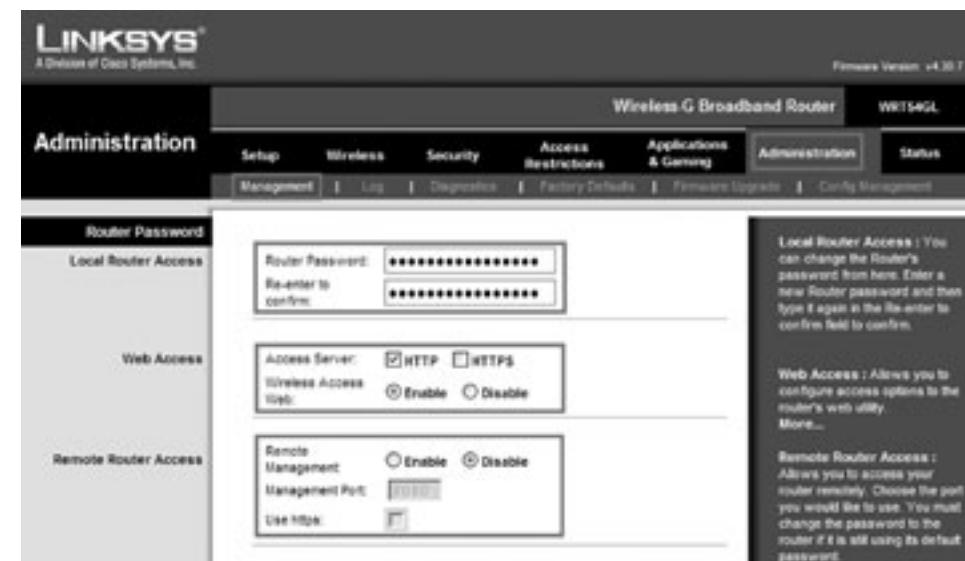 LINKSYS®
A Division of Cisco Systems, Inc.
Firmware Version: v4.30.7
Wireless-G Broadband Router WRT54GL
Administration
Setup Wireless Security Access Restrictions Applications & Gaming Administration Status
Management | Log | Diagnostics | Factory Defaults | Firmware Upgrade | Config Management
Router Password
Local Router Access
Router Password: ●●●●●●●●●●●●●●●●
Re-enter to
confirm: ●●●●●●●●●●●●●●●●
Web Access
Access Server: HTTP HTTPS
Wireless Access
Web: Enable Disable
Remote Router Access
Remote
Management: Enable Disable
Management Port:
Use https:
Local Router Access : You
can change the Router's
password from here. Enter a
new Router password and then
type it again in the Re-enter to
confirm field to confirm.
Web Access : Allows you to
configure access options to the
router's web utility.
More...
Remote Router Access :
Allows you to access your
router remotely. Choose the port
you would like to use. You must
change the password to the
router if it is still using its default
password.